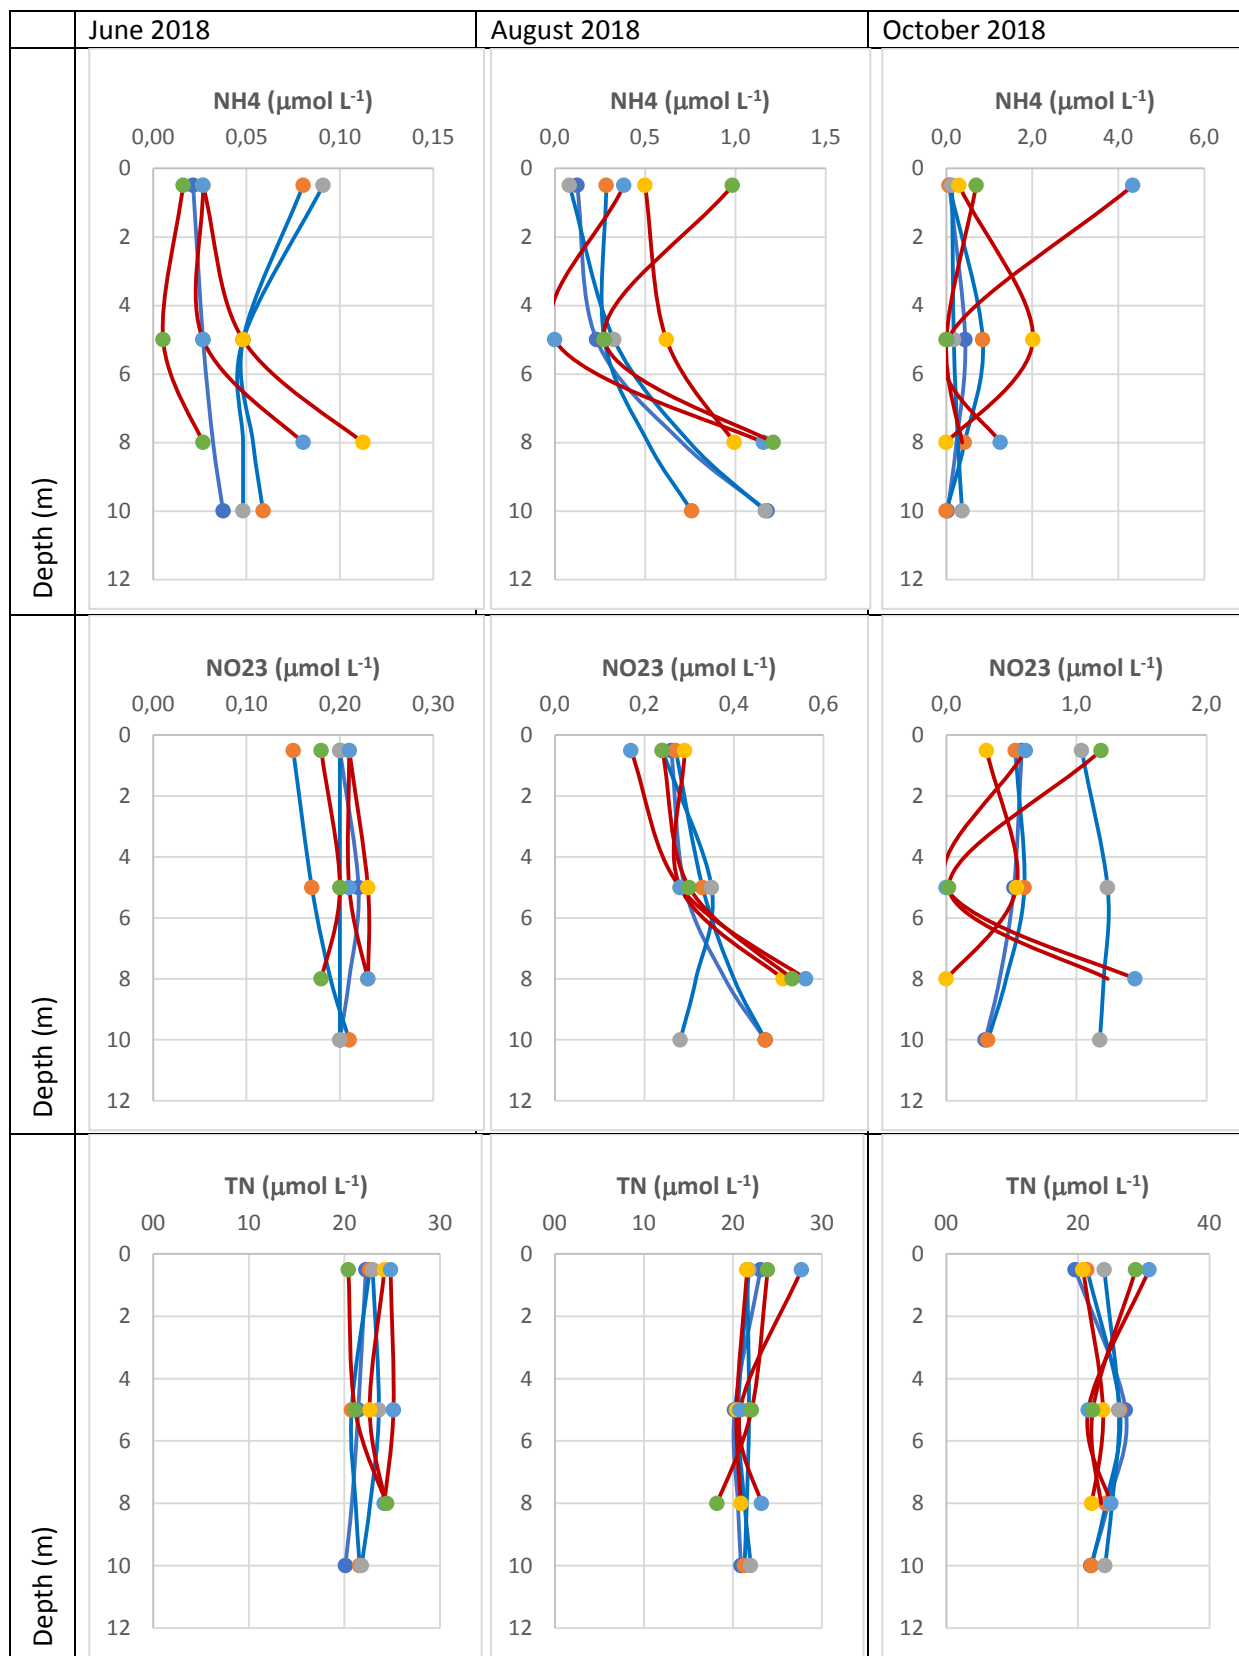 June 2018 August 2018 October 2018
NH4 (µmol L-1) NH4 (µmol L-1) NH4 (µmol L-1)
0,00 0,05 0,10 0,15 0,0 0,5 1,0 1,5 0,0 2,0 4,0 6,0
0 0 0
2 2 2
4 4 4
6 6 6
8 8 8
10 10 10
12 12 12
Depth (m)
NO23 (µmol L-1) NO23 (µmol L-1) NO23 (µmol L-1)
0,00 0,10 0,20 0,30 0,0 0,2 0,4 0,6 0,0 1,0 2,0
0 0 0
2 2 2
4 4 4
6 6 6
8 8 8
10 10 10
12 12 12
Depth (m)
TN (µmol L-1) TN (µmol L-1) TN (µmol L-1)
00 10 20 30 00 10 20 30 00 20 40
0 0 0
2 2 2
4 4 4
6 6 6
8 8 8
10 10 10
12 12 12
Depth (m)